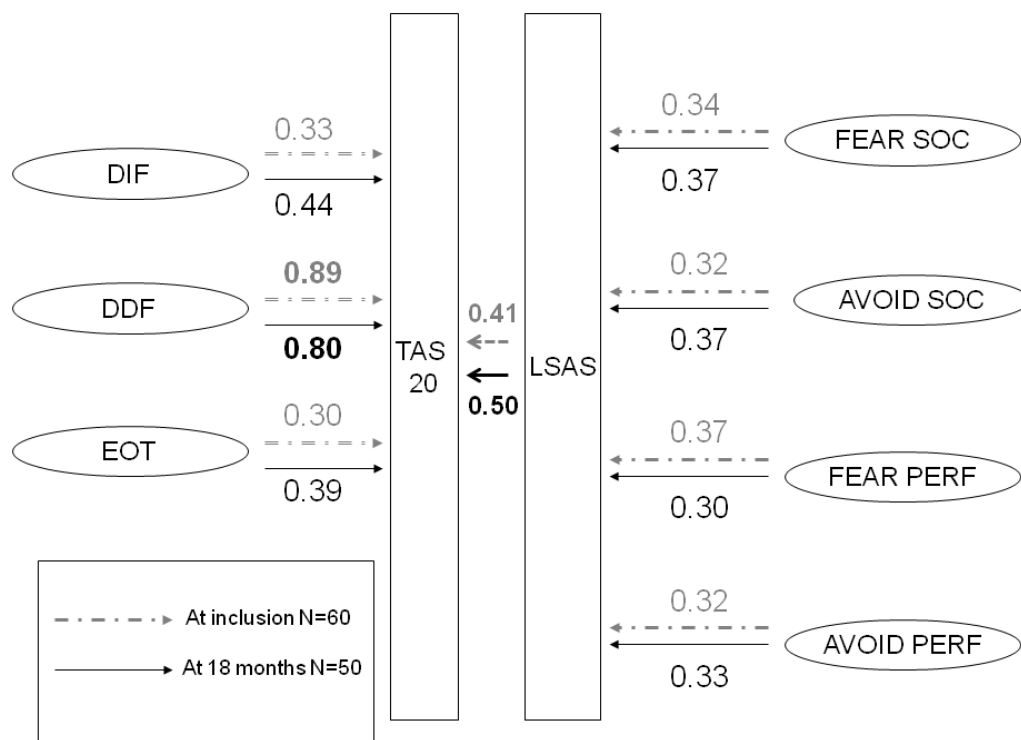 0.33
DIF
0.44
0.89
DDF
0.80
0.30
EOT
0.39
TAS
20
0.41
0.50
LSAS
0.34
FEAR SOC
0.37
0.32
AVOID SOC
0.37
0.37
FEAR PERF
0.30
0.32
AVOID PERF
0.33
At inclusion N=60
At 18 months N=50